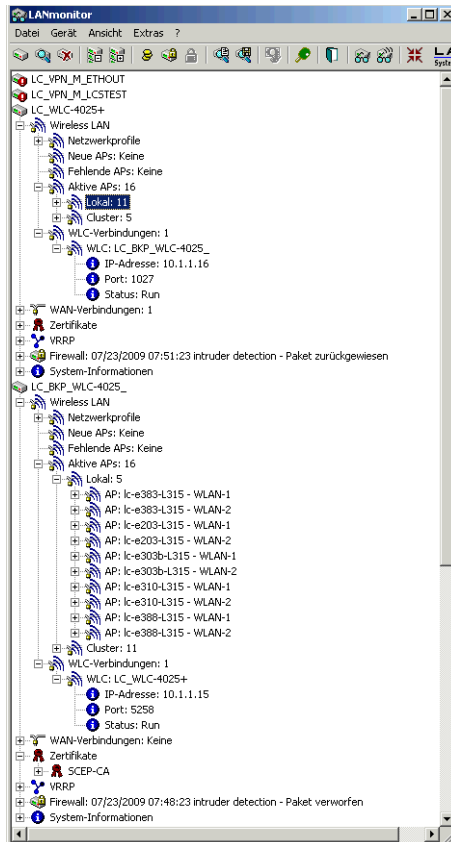 LANmonitor
Datei Gerät Ansicht Extras ?
LA
System
LC_VPN_M_ETHOUT
LC_VPN_M_LCSTEST
LC_WLC-4025+
Wireless LAN
Netzwerkprofile
Neue APs: Keine
Fehlende APs: Keine
Aktive APs: 16
Lokal: 11
Cluster: 5
WLC-Verbindungen: 1
WLC: LC_BKP_WLC-4025_
IP-Adresse: 10.1.1.16
Port: 1027
Status: Run
WAN-Verbindungen: 1
Zertifikate
VRRP
Firewall: 07/23/2009 07:51:23 intruder detection - Paket zurückgewiesen
System-Informationen
LC_BKP_WLC-4025_
Wireless LAN
Netzwerkprofile
Neue APs: Keine
Fehlende APs: Keine
Aktive APs: 16
Lokal: 5
AP: lc-e383-L315 - WLAN-1
AP: lc-e383-L315 - WLAN-2
AP: lc-e203-L315 - WLAN-1
AP: lc-e203-L315 - WLAN-2
AP: lc-e303b-L315 - WLAN-1
AP: lc-e303b-L315 - WLAN-2
AP: lc-e310-L315 - WLAN-1
AP: lc-e310-L315 - WLAN-2
AP: lc-e388-L315 - WLAN-1
AP: lc-e388-L315 - WLAN-2
Cluster: 11
WLC-Verbindungen: 1
WLC: LC_WLC-4025+
IP-Adresse: 10.1.1.15
Port: 5258
Status: Run
WAN-Verbindungen: Keine
Zertifikate
SCEP-CA
VRRP
Firewall: 07/23/2009 07:48:23 intruder detection - Paket verworfen
System-Informationen